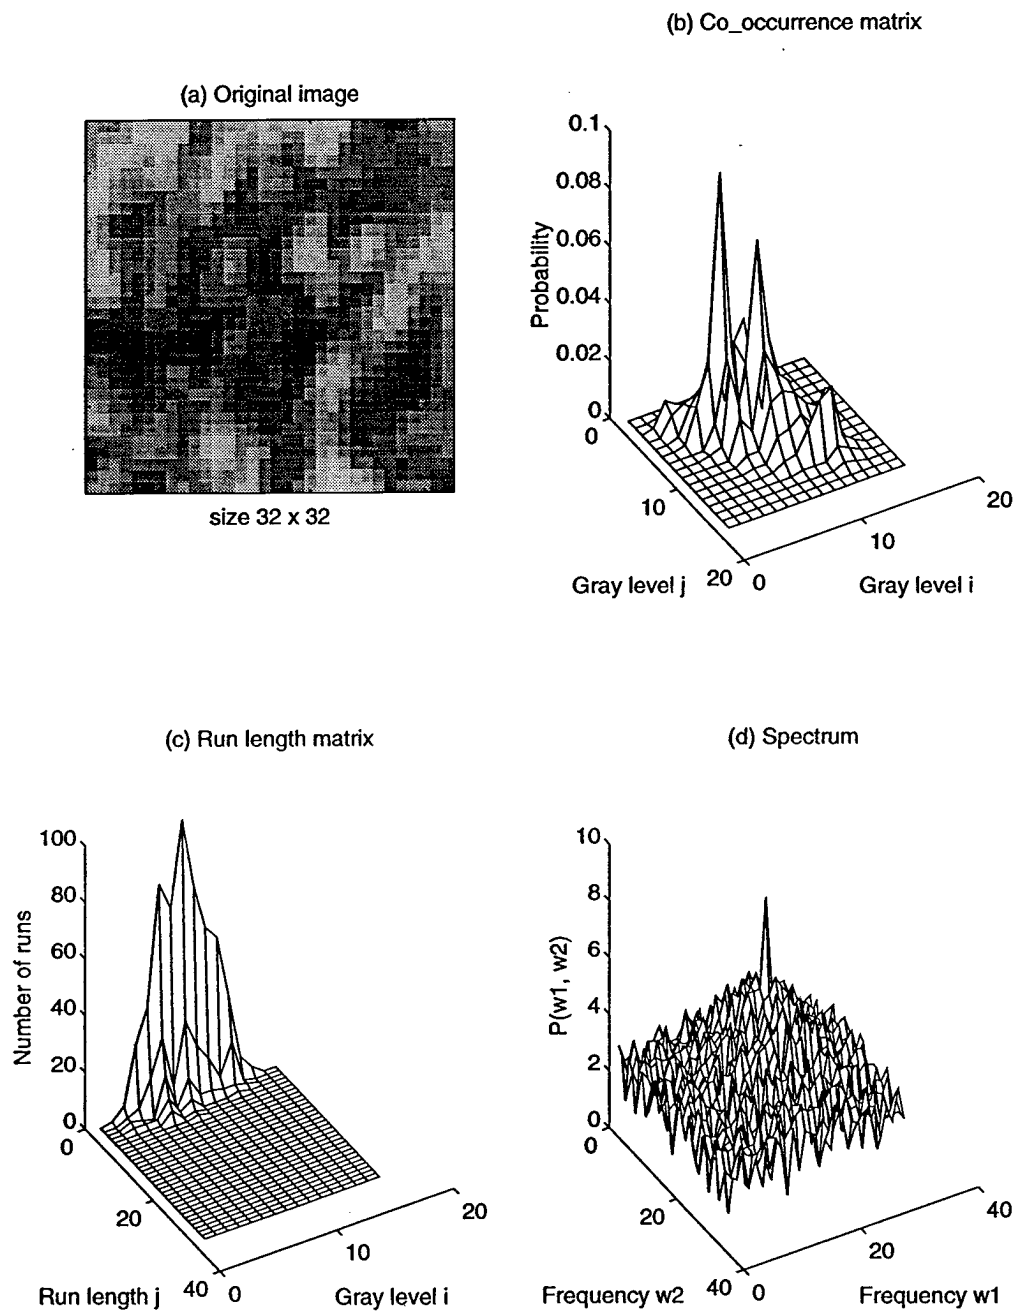 (b) Co_occurrence matrix
(a) Original image
size 32 x 32
0.1
0.08
0.06
0.04
0.02
0
Probability
0
10
20
Gray level j
0
10
20
Gray level i
(c) Run length matrix
100
80
60
40
20
0
Number of runs
0
20
40
Run length j
0
10
20
Gray level i
(d) Spectrum
10
8
6
4
2
0
P(w1, w2)
0
20
40
Frequency w2
0
20
40
Frequency w1